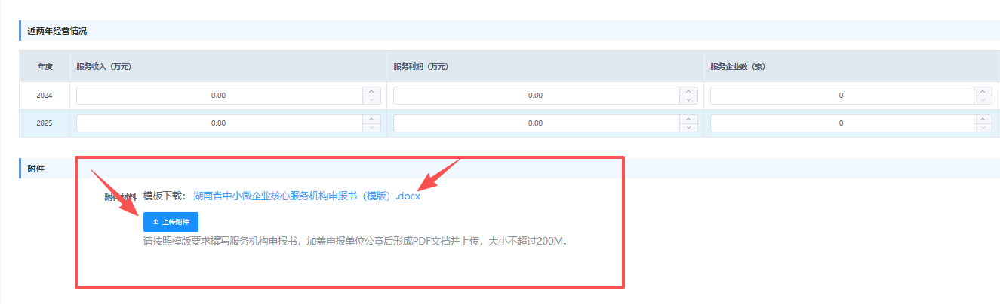 近两年经营情况
年度 服务收入（万元） 服务利润（万元） 服务企业数（家）
2024 0.00 0.00 0
2025 0.00 0.00 0
附件
附件材料 模板下载： 湖南省中小微企业核心服务机构申报书（模版）.docx
上传附件
请按照模版要求撰写服务机构申报书，加盖申报单位公章后形成PDF文档并上传，大小不超过200M。